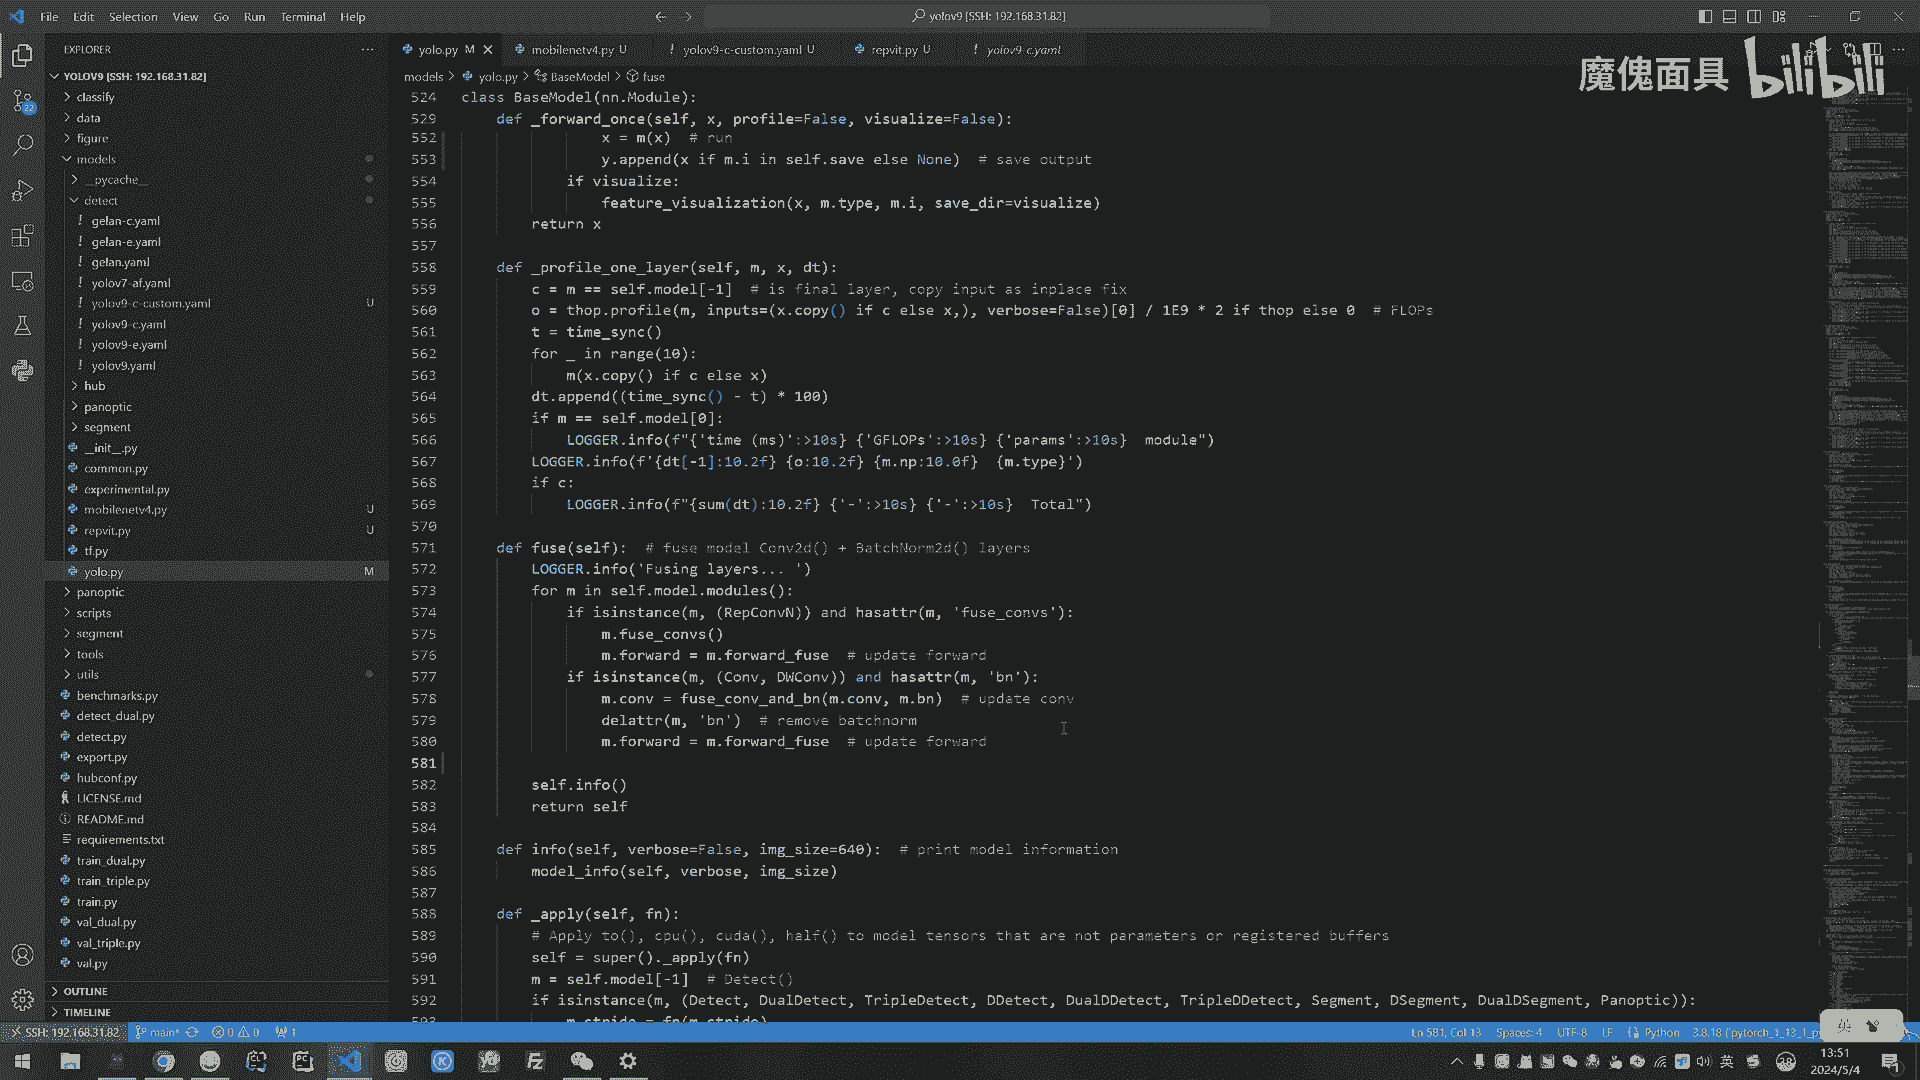 File Edit Selection View Go Run Terminal Help
yolov9 [SSH: 192.168.31.82]
EXPLORER
yolo.py M
mobilenetv4.py U
yolov9-c-custom.yaml U
repvit.py U
yolov9-c.yaml
魔傀面具 bilibili
YOLOV9 [SSH: 192.168.31.82]
classify
data
figure
models
__pycache__
detect
gelan-c.yaml
gelan-e.yaml
gelan.yaml
yolov7-af.yaml
yolov9-c-custom.yaml U
yolov9-c.yaml
yolov9-e.yaml
yolov9.yaml
hub
panoptic
segment
__init__.py
common.py
experimental.py
mobilenetv4.py U
repvit.py U
tf.py
yolo.py M
panoptic
scripts
segment
tools
utils
benchmarks.py
detect_dual.py
detect.py
export.py
hubconf.py
LICENSE.md
README.md
requirements.txt
train_dual.py
train_triple.py
train.py
val_dual.py
val_triple.py
val.py
OUTLINE
TIMELINE
models > yolo.py > BaseModel > fuse
524 class BaseModel(nn.Module):
529 def _forward_once(self, x, profile=False, visualize=False):
552 x = m(x)  # run
553 y.append(x if m.i in self.save else None)  # save output
554 if visualize:
555 feature_visualization(x, m.type, m.i, save_dir=visualize)
556 return x
557
558 def _profile_one_layer(self, m, x, dt):
559 c = m == self.model[-1]  # is final layer, copy input as inplace fix
560 o = thop.profile(m, inputs=(x.copy() if c else x,), verbose=False)[0] / 1E9 * 2 if thop else 0  # FLOPs
561 t = time_sync()
562 for _ in range(10):
563 m(x.copy() if c else x)
564 dt.append((time_sync() - t) * 100)
565 if m == self.model[0]:
566 LOGGER.info(f"{'time (ms)':>10s} {'GFLOPs':>10s} {'params':>10s}  module")
567 LOGGER.info(f'{dt[-1]:10.2f} {o:10.2f} {m.np:10.0f}  {m.type}')
568 if c:
569 LOGGER.info(f"{sum(dt):10.2f} {'-':>10s} {'-':>10s}  Total")
570
571 def fuse(self):  # fuse model Conv2d() + BatchNorm2d() layers
572 LOGGER.info('Fusing layers... ')
573 for m in self.model.modules():
574 if isinstance(m, (RepConvN)) and hasattr(m, 'fuse_convs'):
575 m.fuse_convs()
576 m.forward = m.forward_fuse  # update forward
577 if isinstance(m, (Conv, DWConv)) and hasattr(m, 'bn'):
578 m.conv = fuse_conv_and_bn(m.conv, m.bn)  # update conv
579 delattr(m, 'bn')  # remove batchnorm
580 m.forward = m.forward_fuse  # update forward
581
582 self.info()
583 return self
584
585 def info(self, verbose=False, img_size=640):  # print model information
586 model_info(self, verbose, img_size)
587
588 def _apply(self, fn):
589 # Apply to(), cpu(), cuda(), half() to model tensors that are not parameters or registered buffers
590 self = super()._apply(fn)
591 m = self.model[-1]  # Detect()
592 if isinstance(m, (Detect, DualDetect, TripleDetect, DDetect, DualDDetect, TripleDDetect, Segment, DSegment, DualDSegment, Panoptic)):
593 m.stride = fn(m.stride)
SSH: 192.168.31.82 main* 0 0 1
Ln 581, Col 13 Spaces: 4 UTF-8 LF Python 3.8.18 ('pytorch_1_13_1_p
英
13:51
2024/5/4